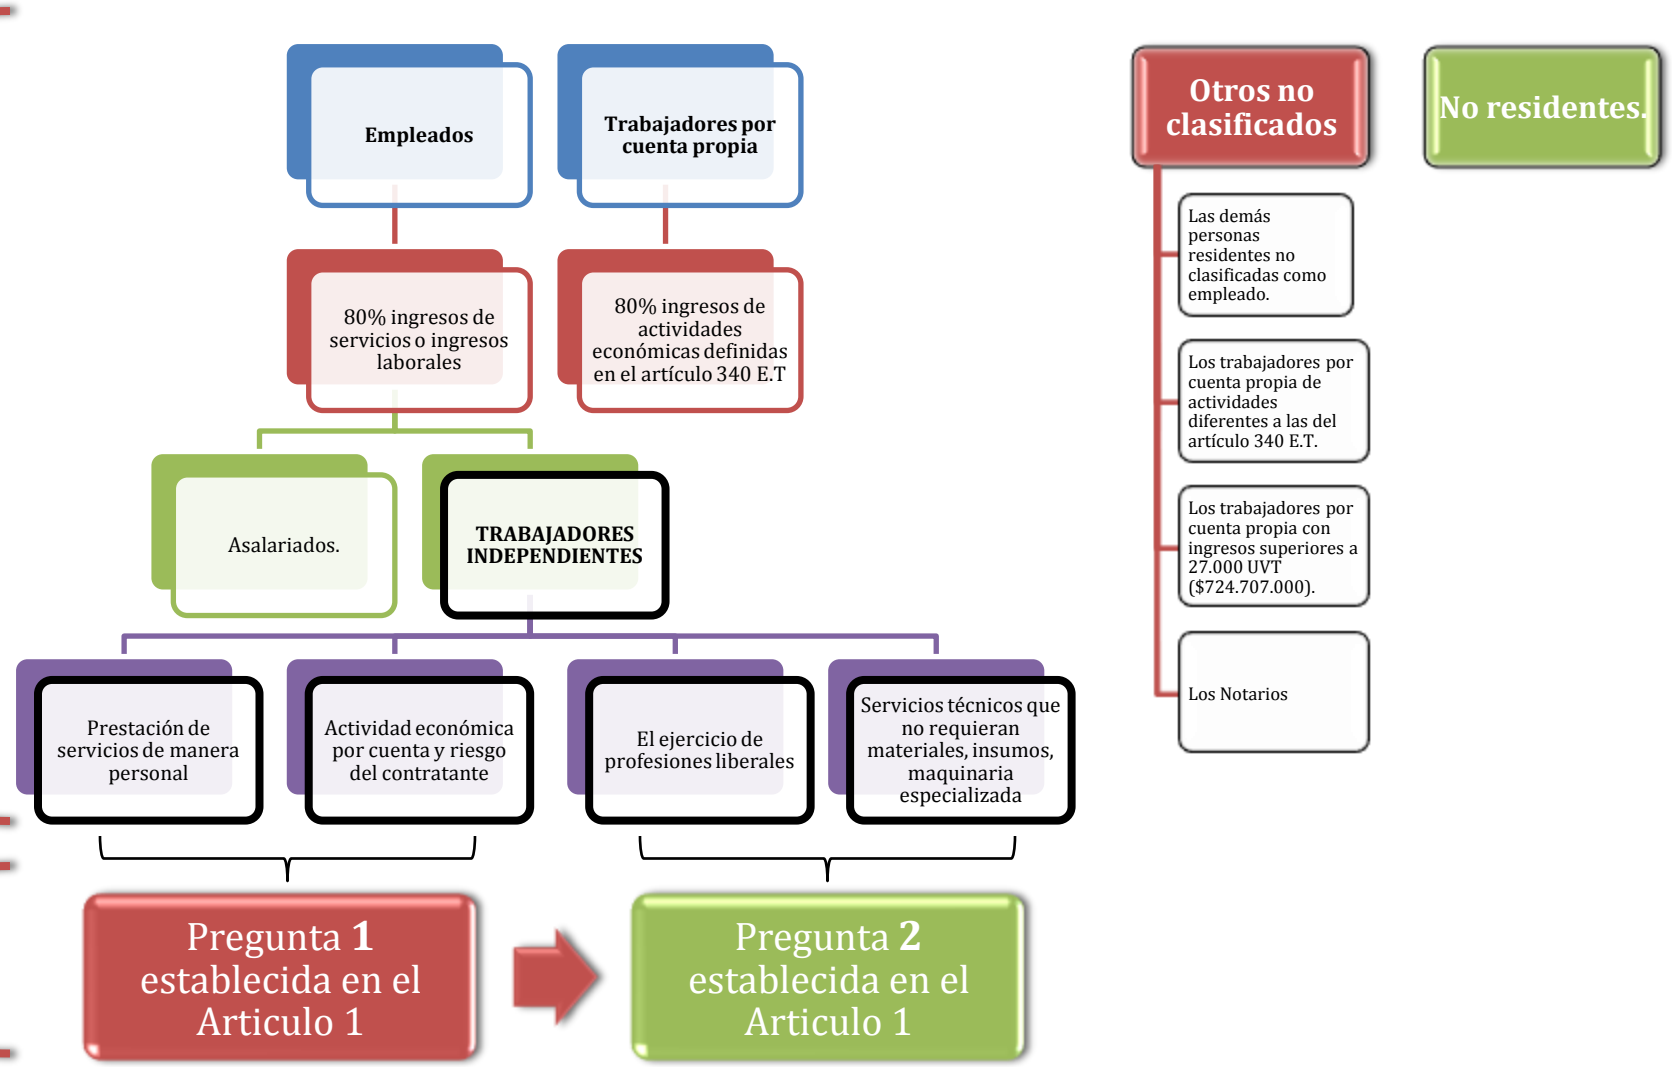 Empleados
Trabajadores por
cuenta propia
80% ingresos de
servicios o ingresos
laborales
80% ingresos de
actividades
económicas definidas
en el artículo 340 E.T
Asalariados.
TRABAJADORES
INDEPENDIENTES
Prestación de
servicios de manera
personal
Actividad económica
por cuenta y riesgo
del contratante
El ejercicio de
profesiones liberales
Servicios técnicos que
no requieran
materiales, insumos,
maquinaria
especializada
Pregunta 1
establecida en el
Articulo 1
Pregunta 2
establecida en el
Articulo 1
Otros no
clasificados
Las demás
personas
residentes no
clasificadas como
empleado.
Los trabajadores por
cuenta propia de
actividades
diferentes a las del
artículo 340 E.T.
Los trabajadores por
cuenta propia con
ingresos superiores a
27.000 UVT
($724.707.000).
Los Notarios
No residentes.